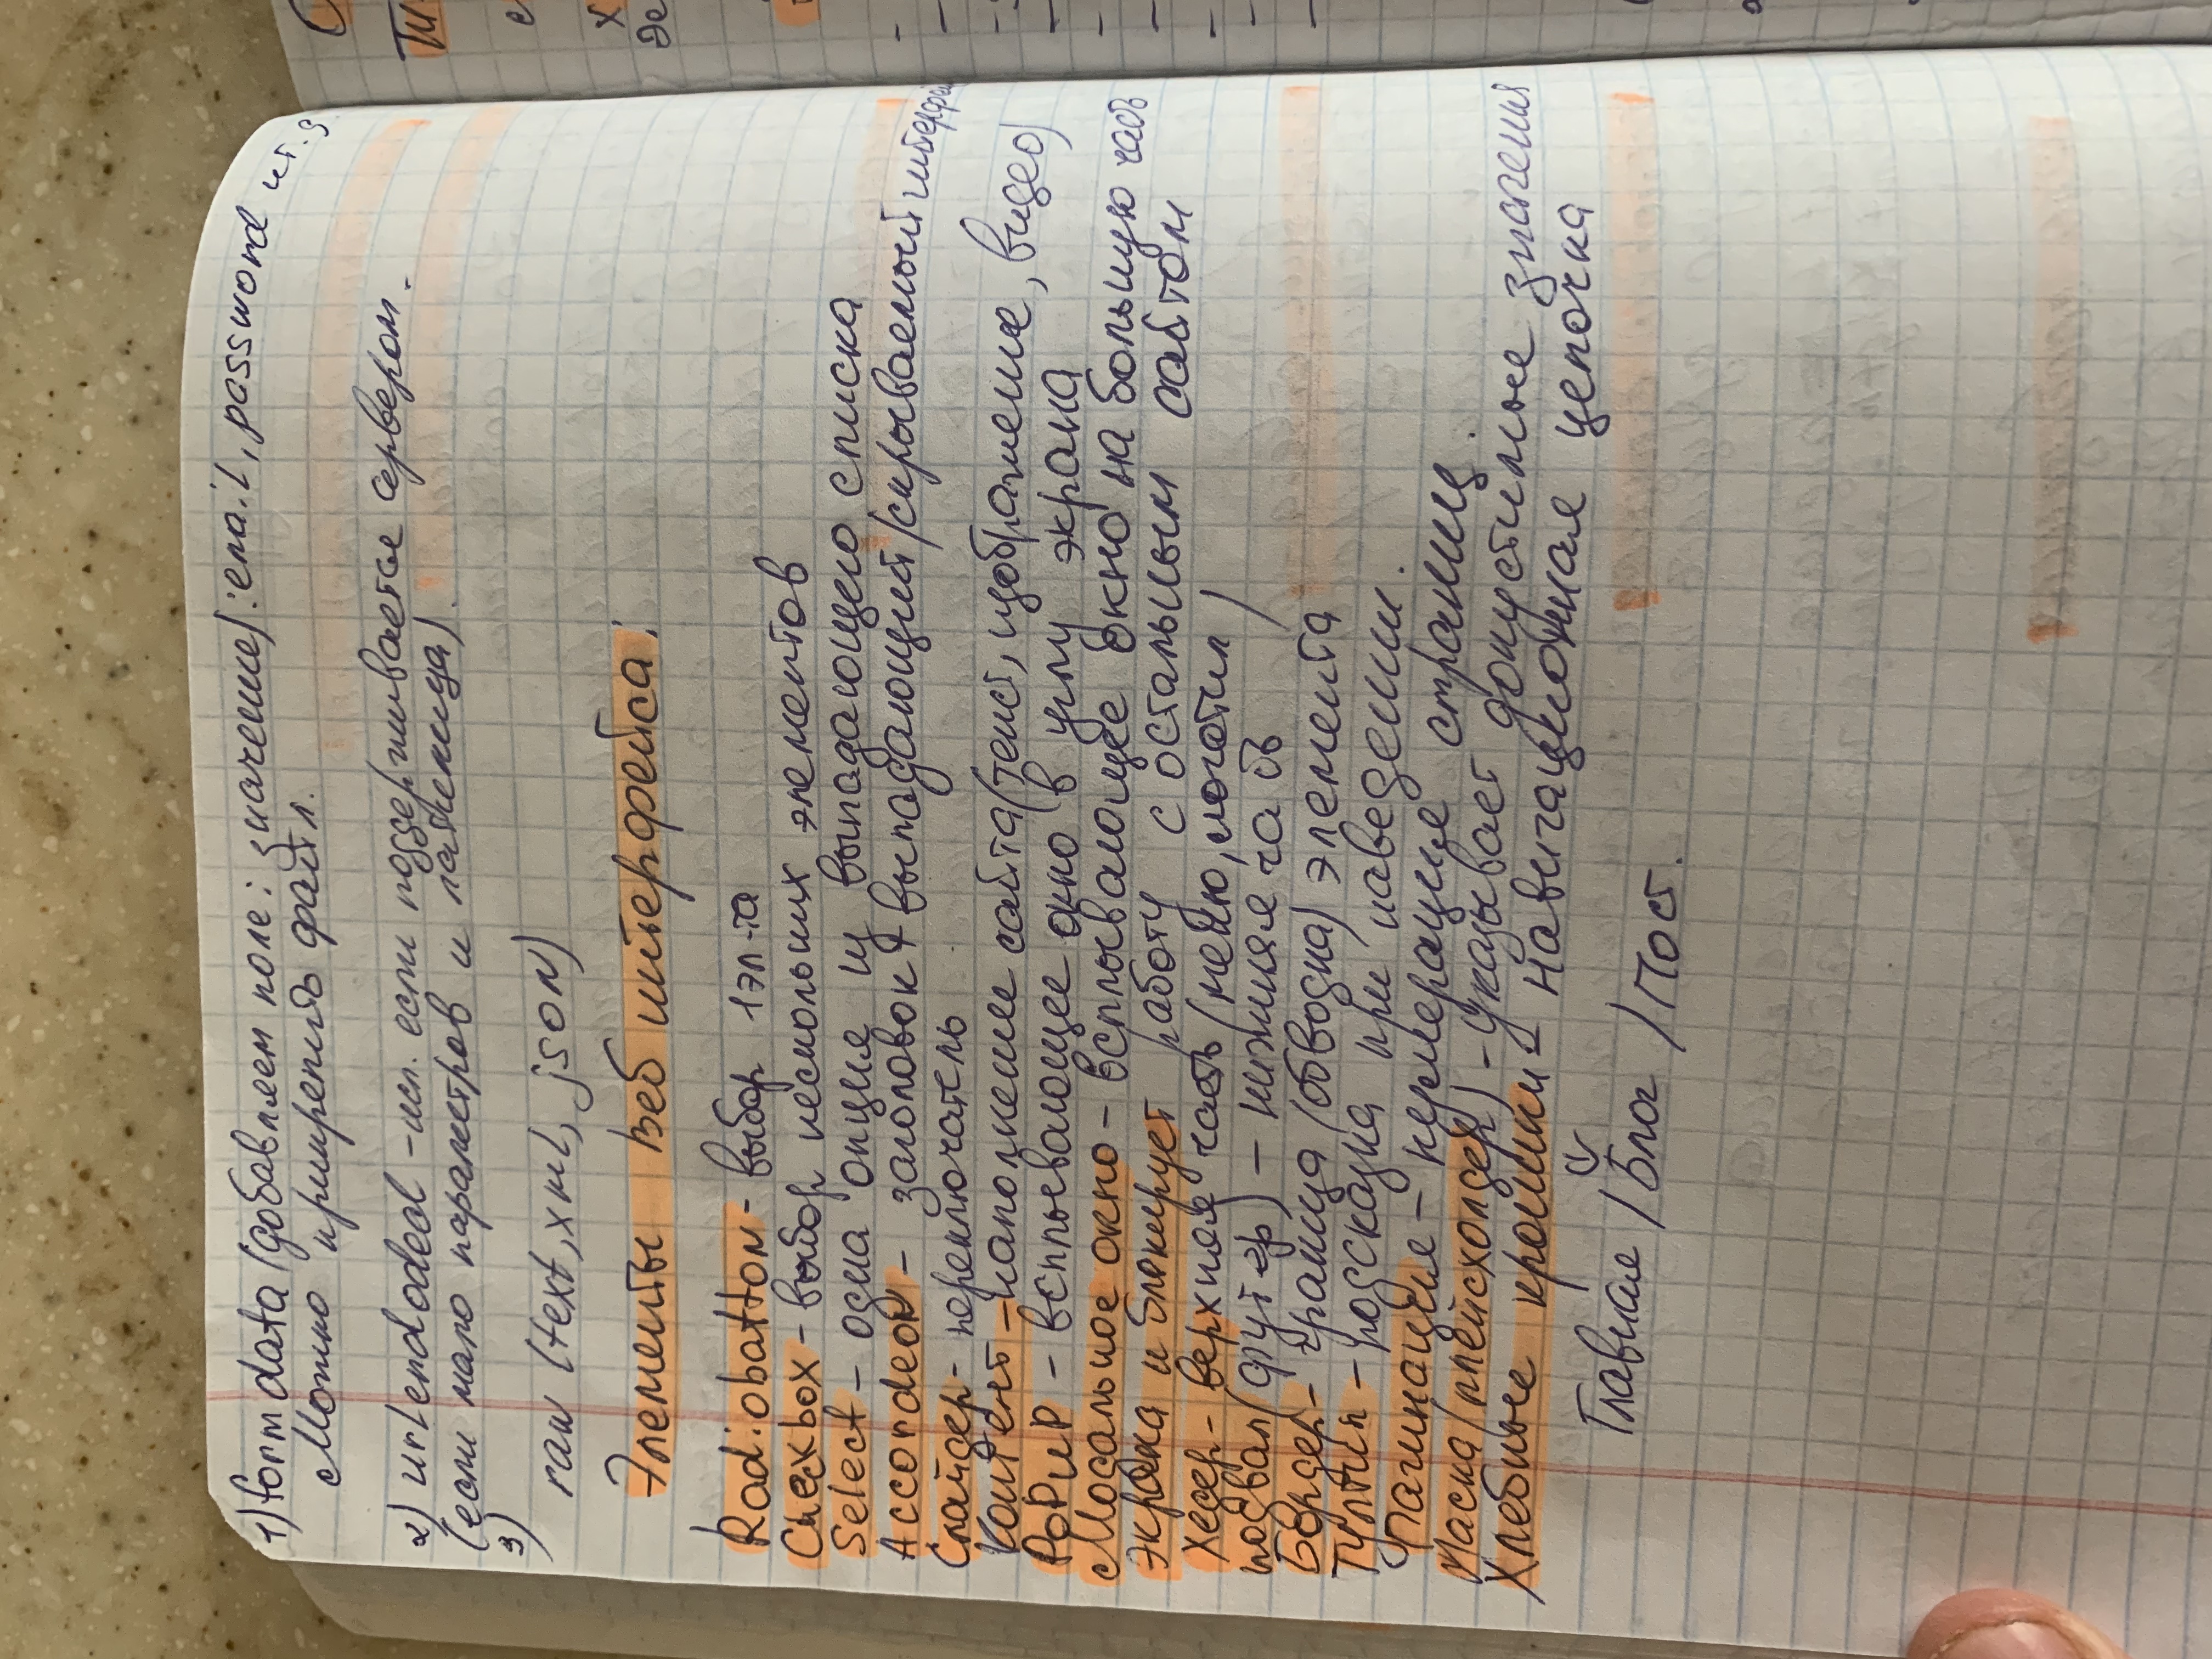 1) form data (добавляем поле: значение): email, password и т.д
Можно прикрепить файл.
2) urlendoded - исп. если поддерживается сервером.
(если мало параметров и латиница).
3)
raw (text, xml, json)
Элементы веб интерфейса:
Radiobatton - выбор 1 эл-та
Checkbox - выбор нескольких элементов
Select - одна опция из выпадающего списка
Accordeon - заголовок + выпадающий/скрываемый интерфей
Слайдер - переключатель
Контент - наполнение сайта (текст, изображение, видео)
PoPuP - всплывающее окно в углу экрана
Модальное окно - всплывающее окно на большую часть
экрана и блокирует работу с остальным сайтом
Хедер - верхняя часть (меню, логотип)
подвал (футер) - нижняя часть
Бордер - граница (обводка) элемента
Тултип - подсказка при наведении.
Пагинация - нумерация страниц.
Маска (плейсхолдер) - указывает допустимые значения
Хлебные крошки - навигационная цепочка
Главная / Блог / Пост.